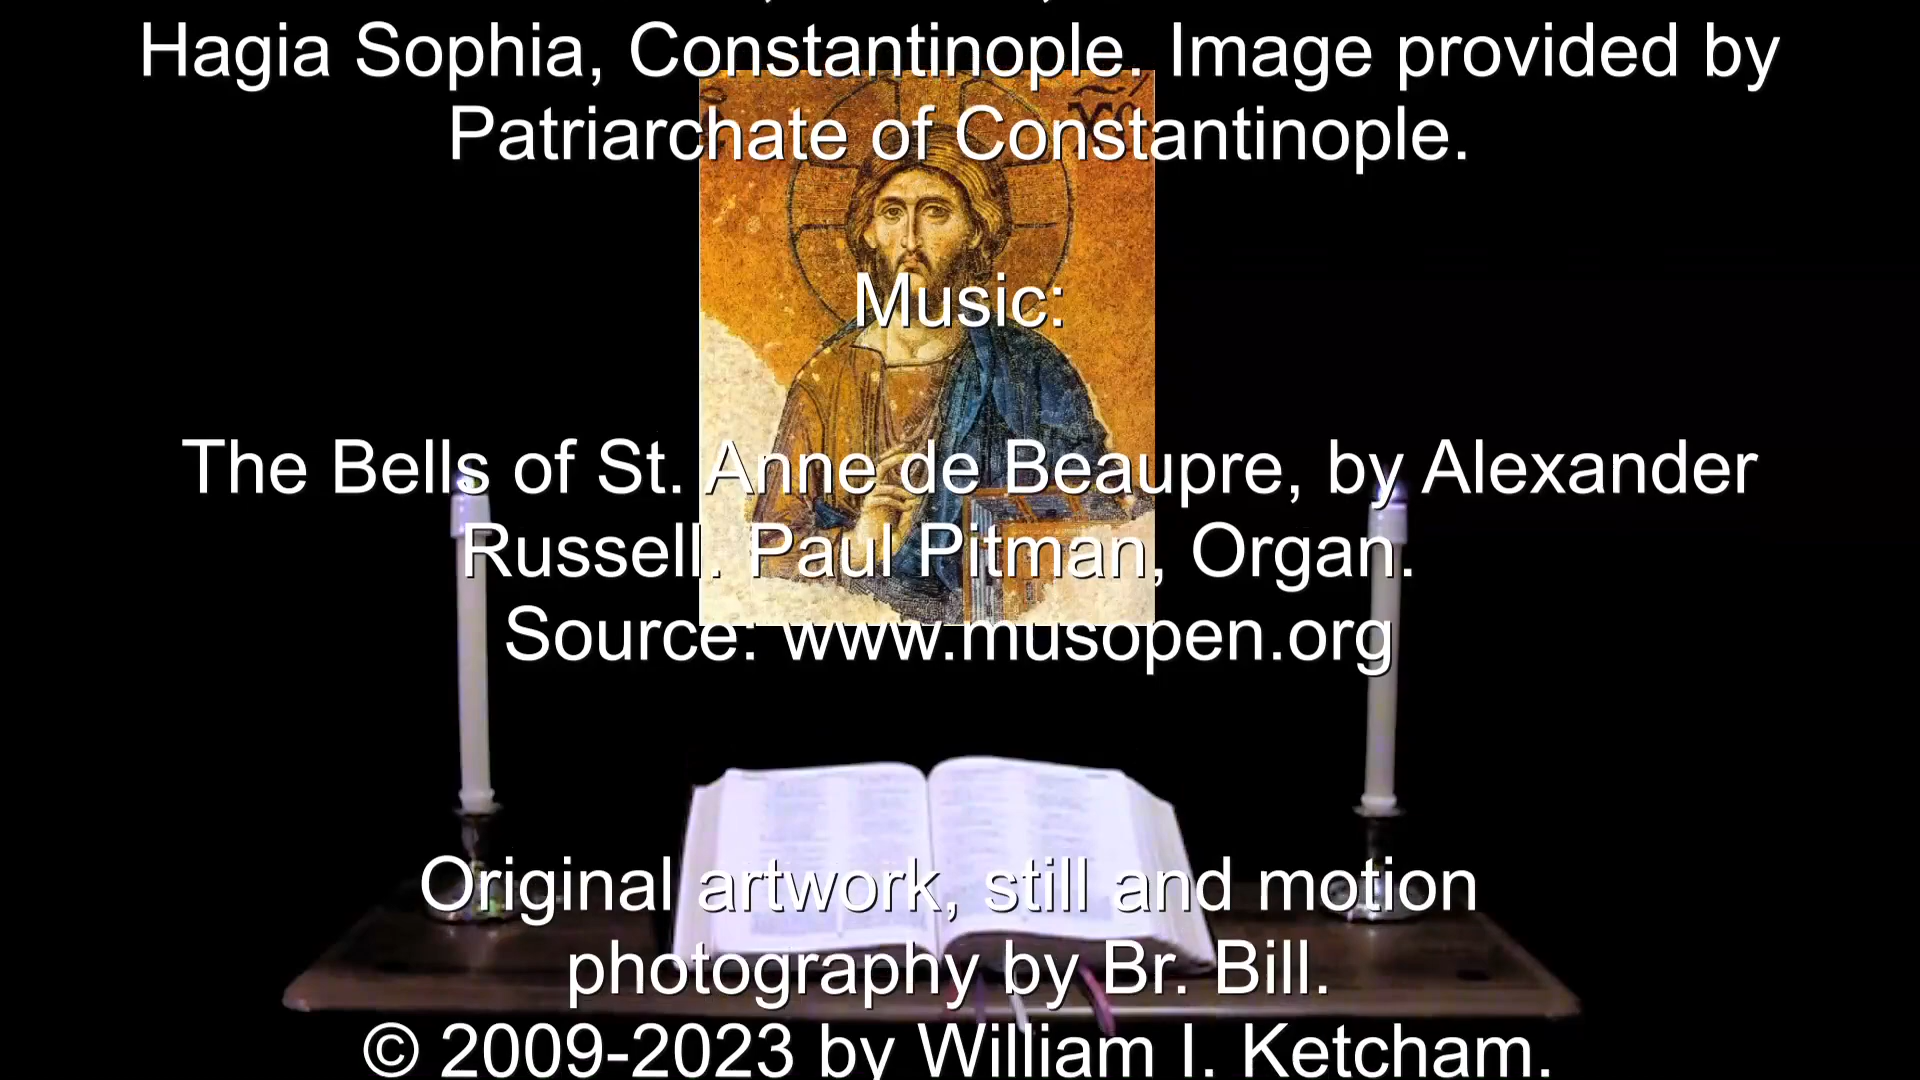 Hagia Sophia, Constantinople. Image provided by
Patriarchate of Constantinople.
Music:
The Bells of St. Anne de Beaupre, by Alexander
Russell. Paul Pitman, Organ.
Source: www.musopen.org
Original artwork, still and motion
photography by Br. Bill.
© 2009-2023 by William I. Ketcham.